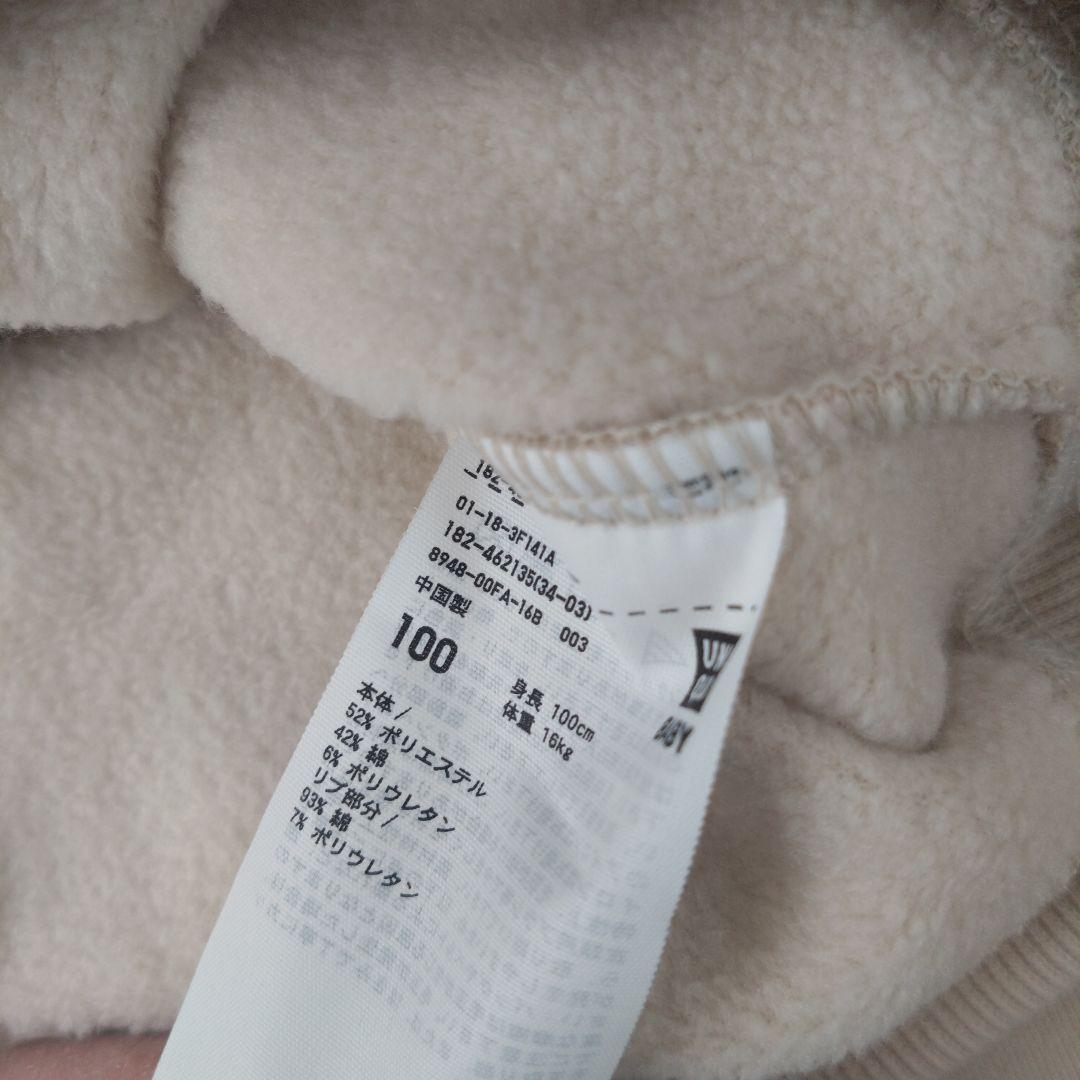 01-18-3F141A
182-462135(34-03)
8948-00FA-16B 003
中国製
100
身長 100cm
体重 16kg
本体/
52% ポリエステル
42% 綿
6% ポリウレタン
リブ部分/
93% 綿
7% ポリウレタン
UNI